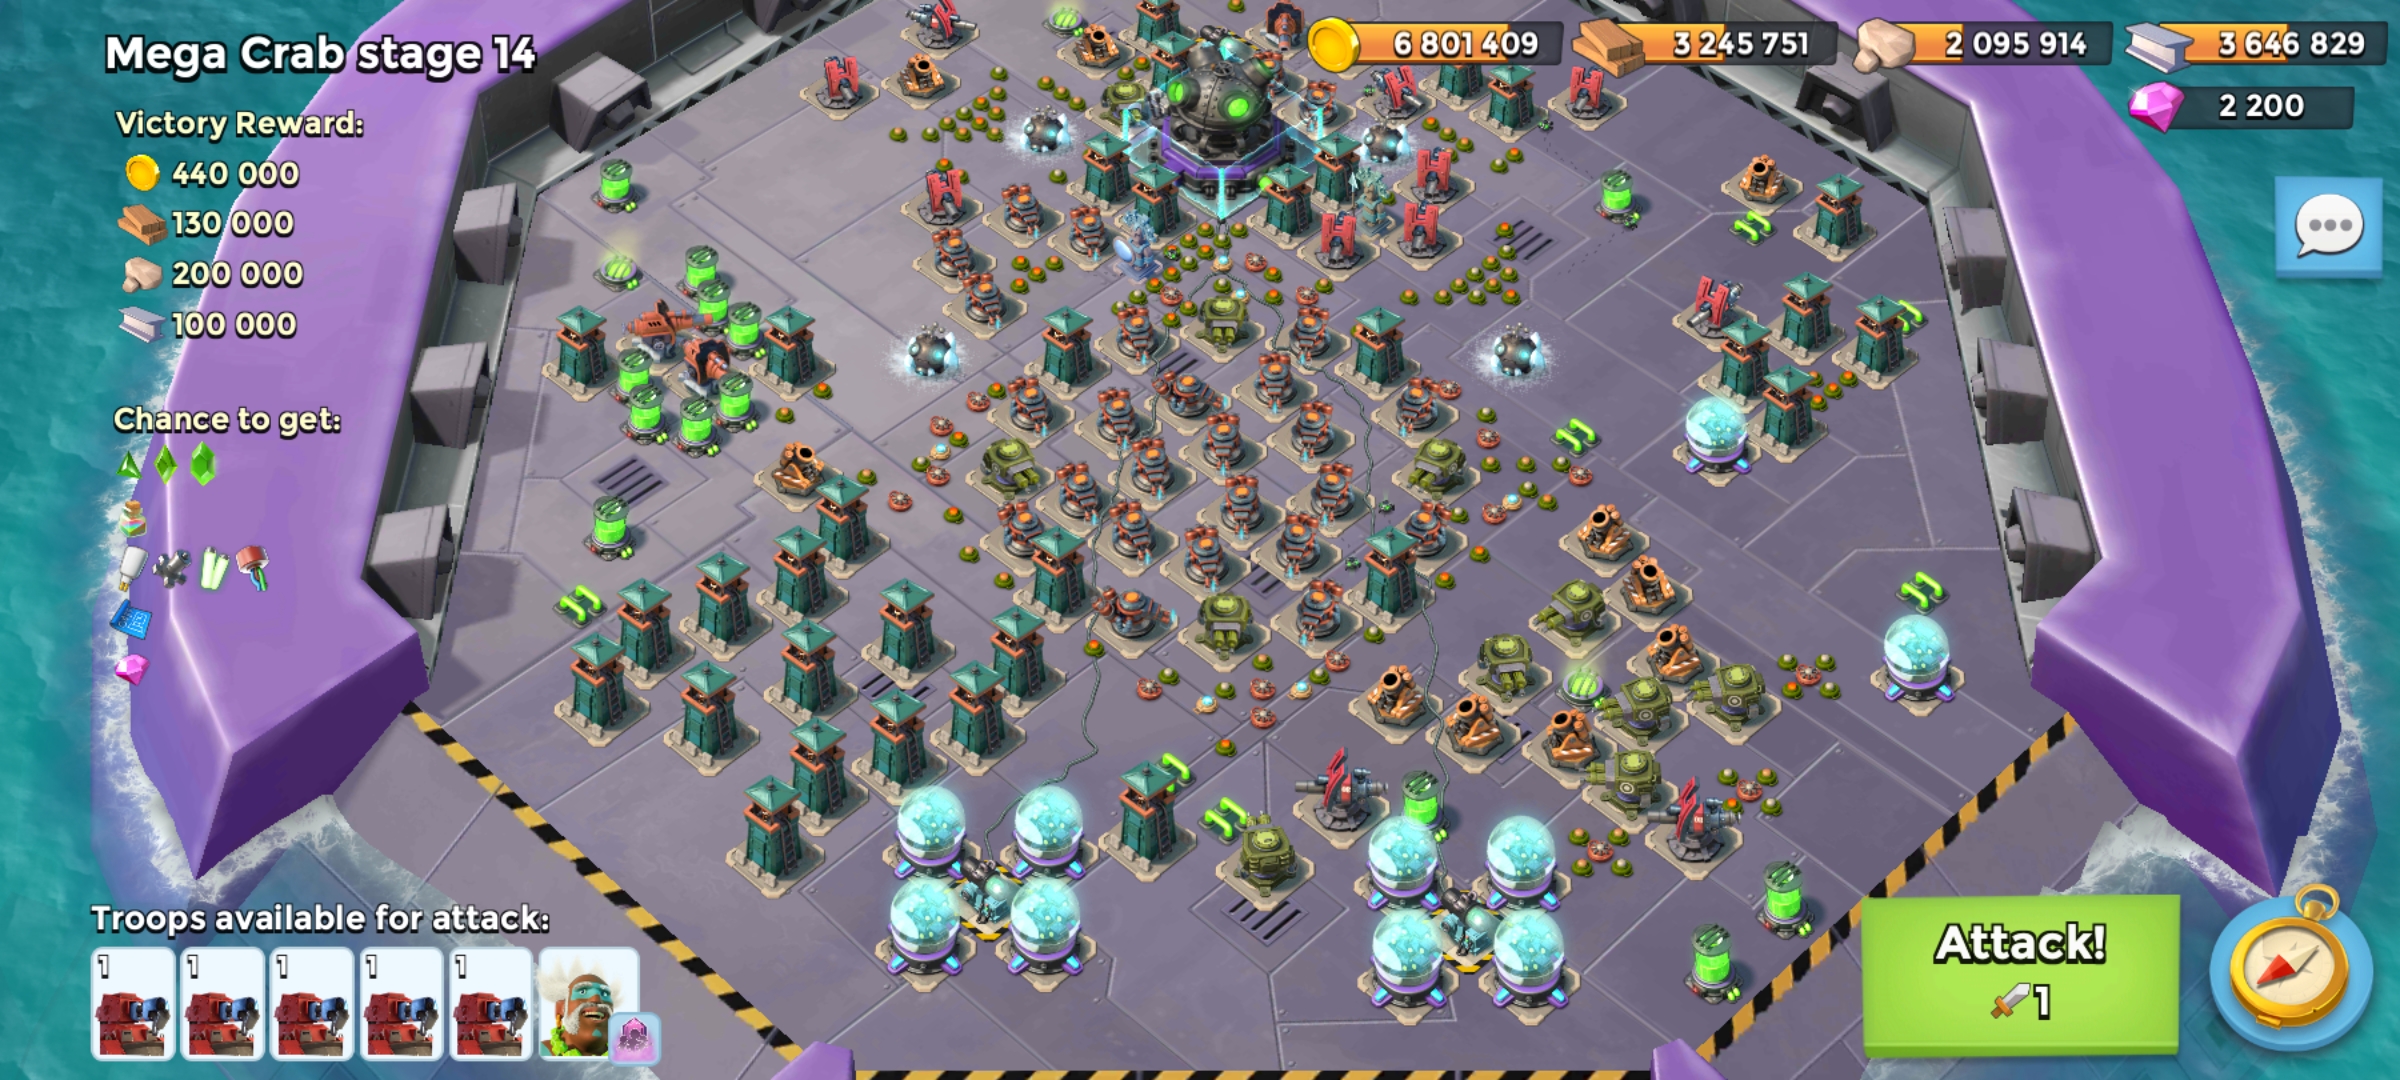 Mega Crab stage 14
6 801 409
3 245 751
2 095 914
3 646 829
2 200
Victory Reward:
440 000
130 000
200 000
100 000
Chance to get:
Troops available for attack:
1
1
1
1
1
Attack!
1